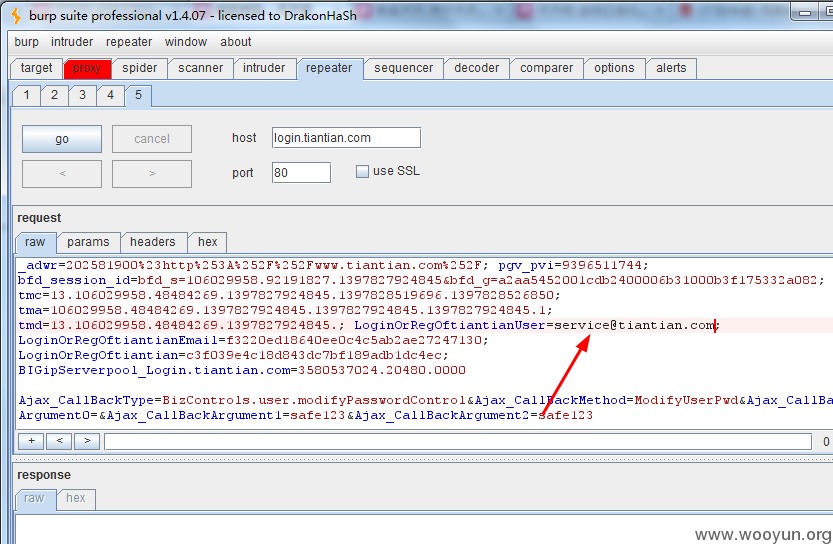 burp suite professional v1.4.07 - licensed to DrakonHaSh
burp intruder repeater window about
target proxy spider scanner intruder repeater sequencer decoder comparer options alerts
1 2 3 4 5
go cancel host login.tiantian.com
< > port 80 use SSL
request
raw params headers hex
_adwr=202581900%23http%253A%252F%252Fwww.tiantian.com%252F; pgv_pvi=9396511744;
bfd_session_id=bfd_s=106029958.92191827.1397827924845&bfd_g=a2aa5452001cdb2400006b31000b3f175332a082;
tmc=13.106029958.48484269.1397827924845.1397828519696.1397828526850;
tma=106029958.48484269.1397827924845.1397827924845.1397827924845.1;
tmd=13.106029958.48484269.1397827924845.; LoginOrRegOftiantianUser=service@tiantian.com;
LoginOrRegOftiantianEmail=f3220ed18640ee0c4c5ab2ae27247130;
LoginOrRegOftiantian=c3f039e4c18d843dc7bf189adb1dc4ec;
BIGipServerpool_Login.tiantian.com=3580537024.20480.0000
Ajax_CallBackType=BizControls.user.modifyPasswordControl&Ajax_CallBackMethod=ModifyUserPwd&Ajax_CallBa
Argument0=&Ajax_CallBackArgument1=safe123&Ajax_CallBackArgument2=safe123
+ < > 0
response
raw hex
www.wooyun.org